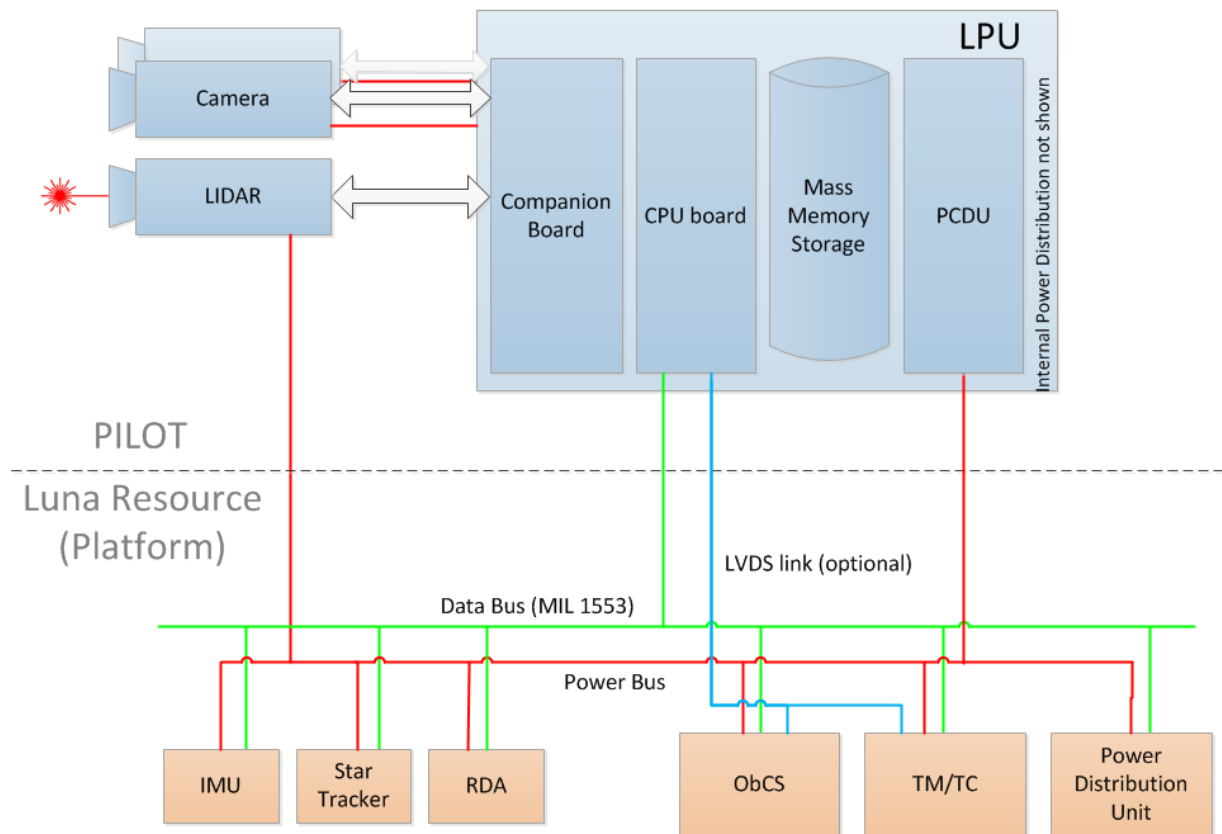 LPU
Camera
LIDAR
Companion
Board
CPU board
Mass
Memory
Storage
PCDU
Internal Power Distribution not shown
PILOT
Luna Resource
(Platform)
LVDS link (optional)
Data Bus (MIL 1553)
Power Bus
IMU
Star
Tracker
RDA
ObCS
TM/TC
Power
Distribution
Unit